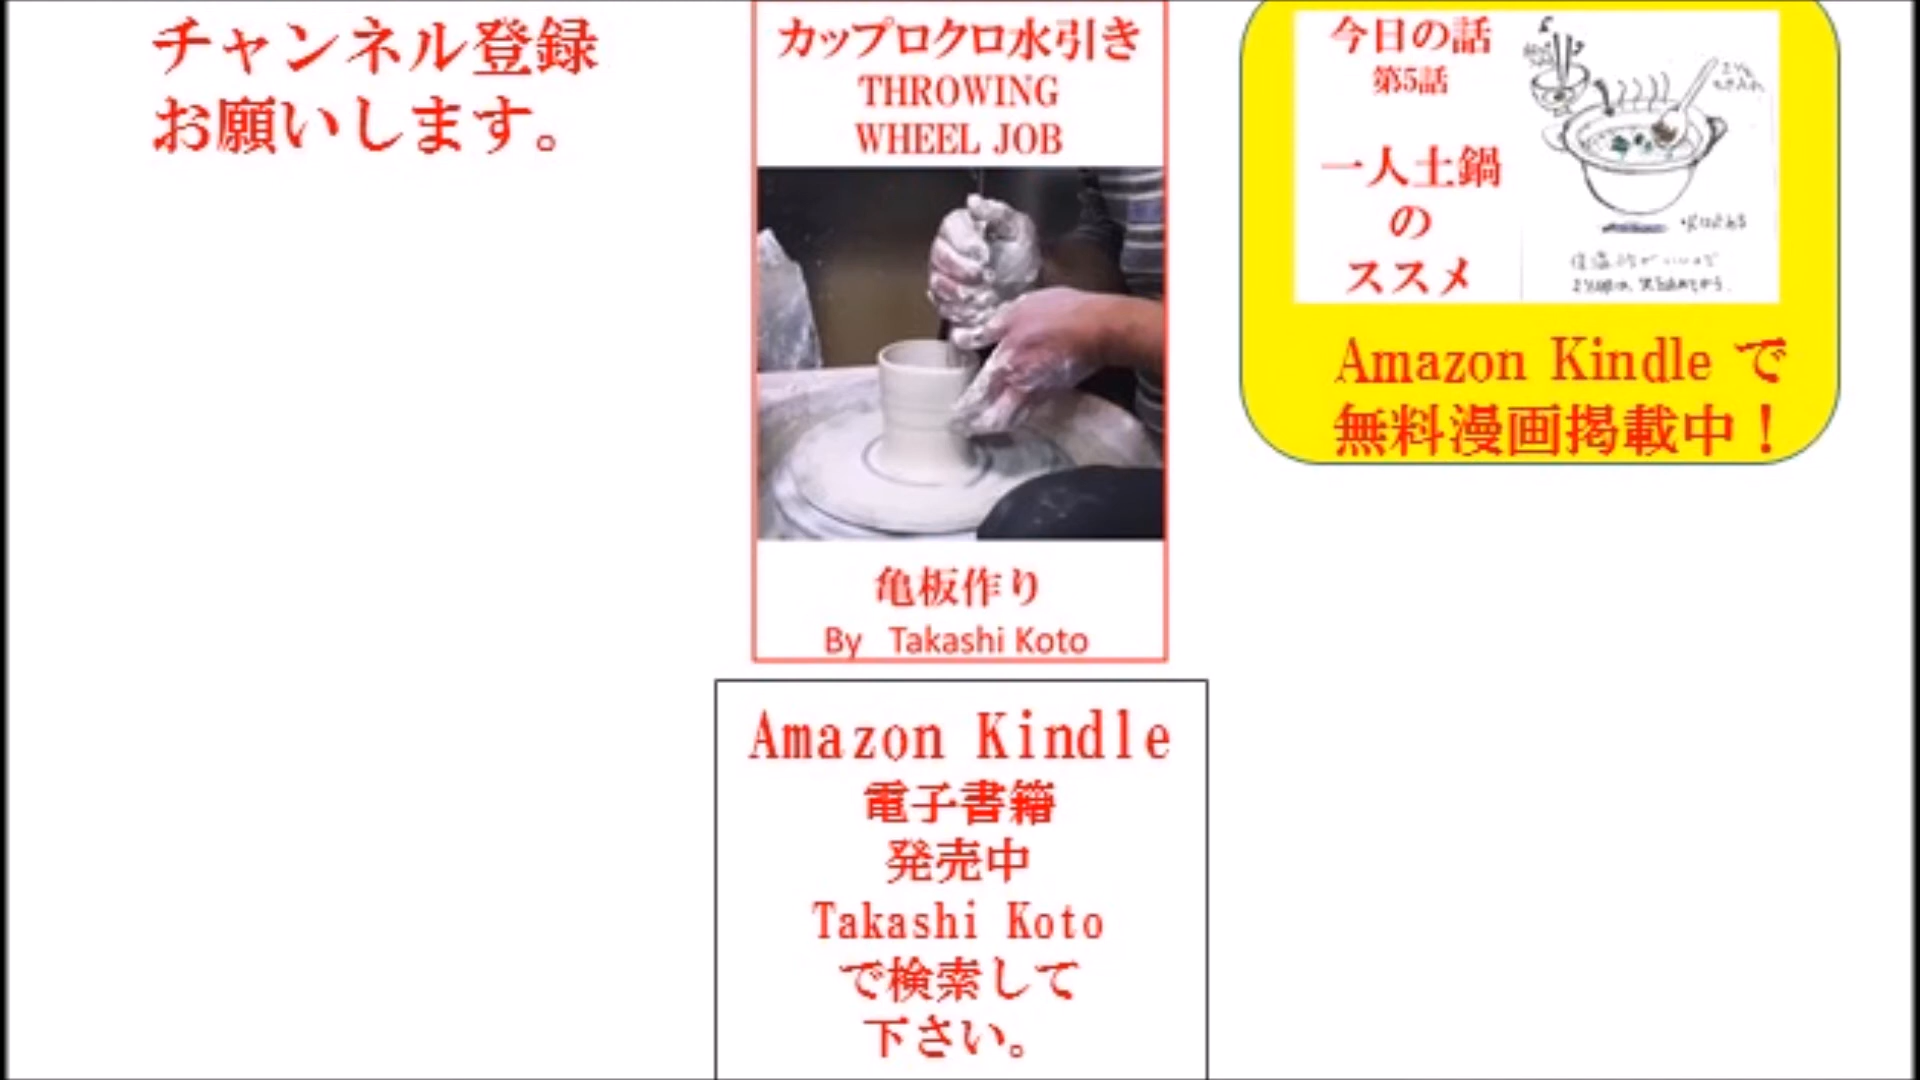 チャンネル登録
お願いします。
カップロクロ水引き
THROWING
WHEEL JOB
亀板作り
By Takashi Koto
Amazon Kindle
電子書籍
発売中
Takashi Koto
で検索して
下さい。
今日の話
第5話
一人土鍋
の
ススメ
Amazon Kindle で
無料漫画掲載中！